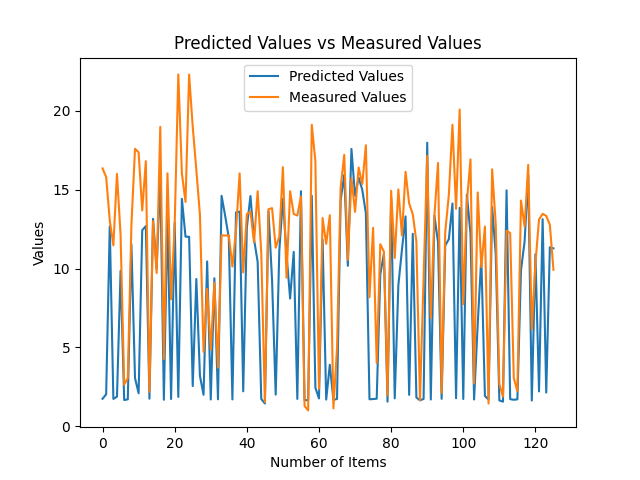 Predicted Values vs Measured Values
Predicted Values
Measured Values
20
15
10
5
0
Values
0 20 40 60 80 100 120
Number of Items